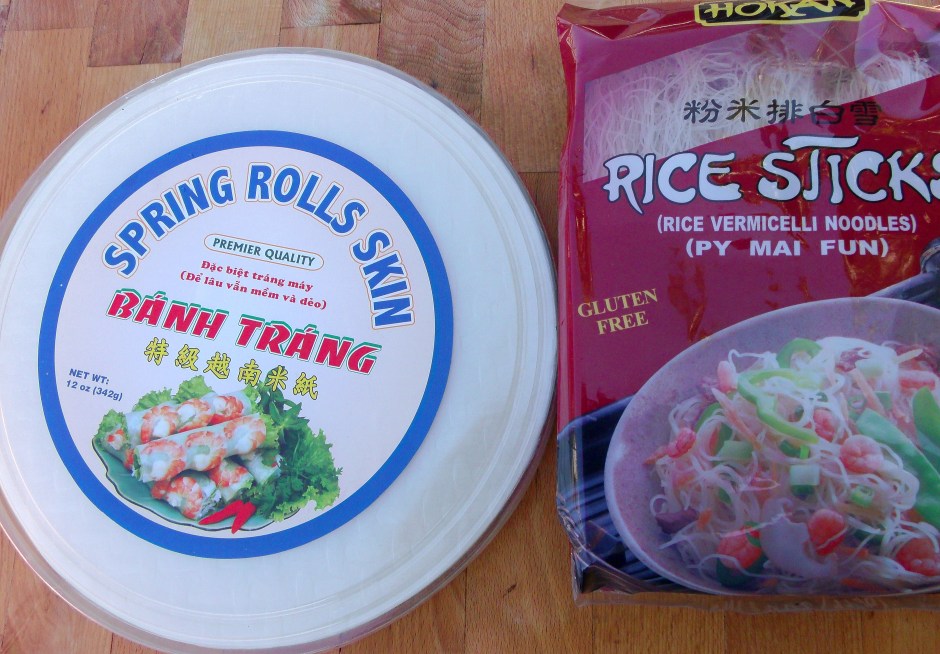 SPRING ROLLS SKIN
PREMIER QUALITY
Đặc biệt tráng máy
(Để lâu vẫn mềm và dẻo)
BÁNH TRÁNG
特級越南米紙
NET WT:
12 oz (342g)
HOKAN
粉米排白雪
RICE STICKS
(RICE VERMICELLI NOODLES)
(PY MAI FUN)
GLUTEN
FREE